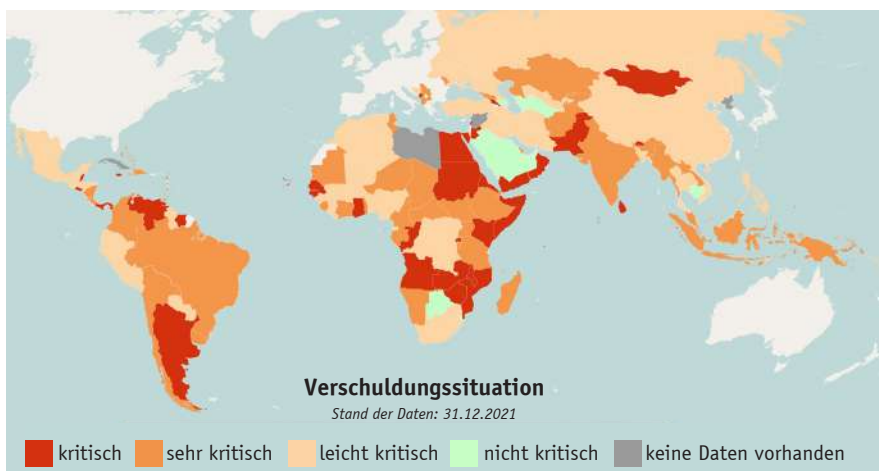 Verschuldungssituation
Stand der Daten: 31.12.2021
kritisch sehr kritisch leicht kritisch nicht kritisch keine Daten vorhanden